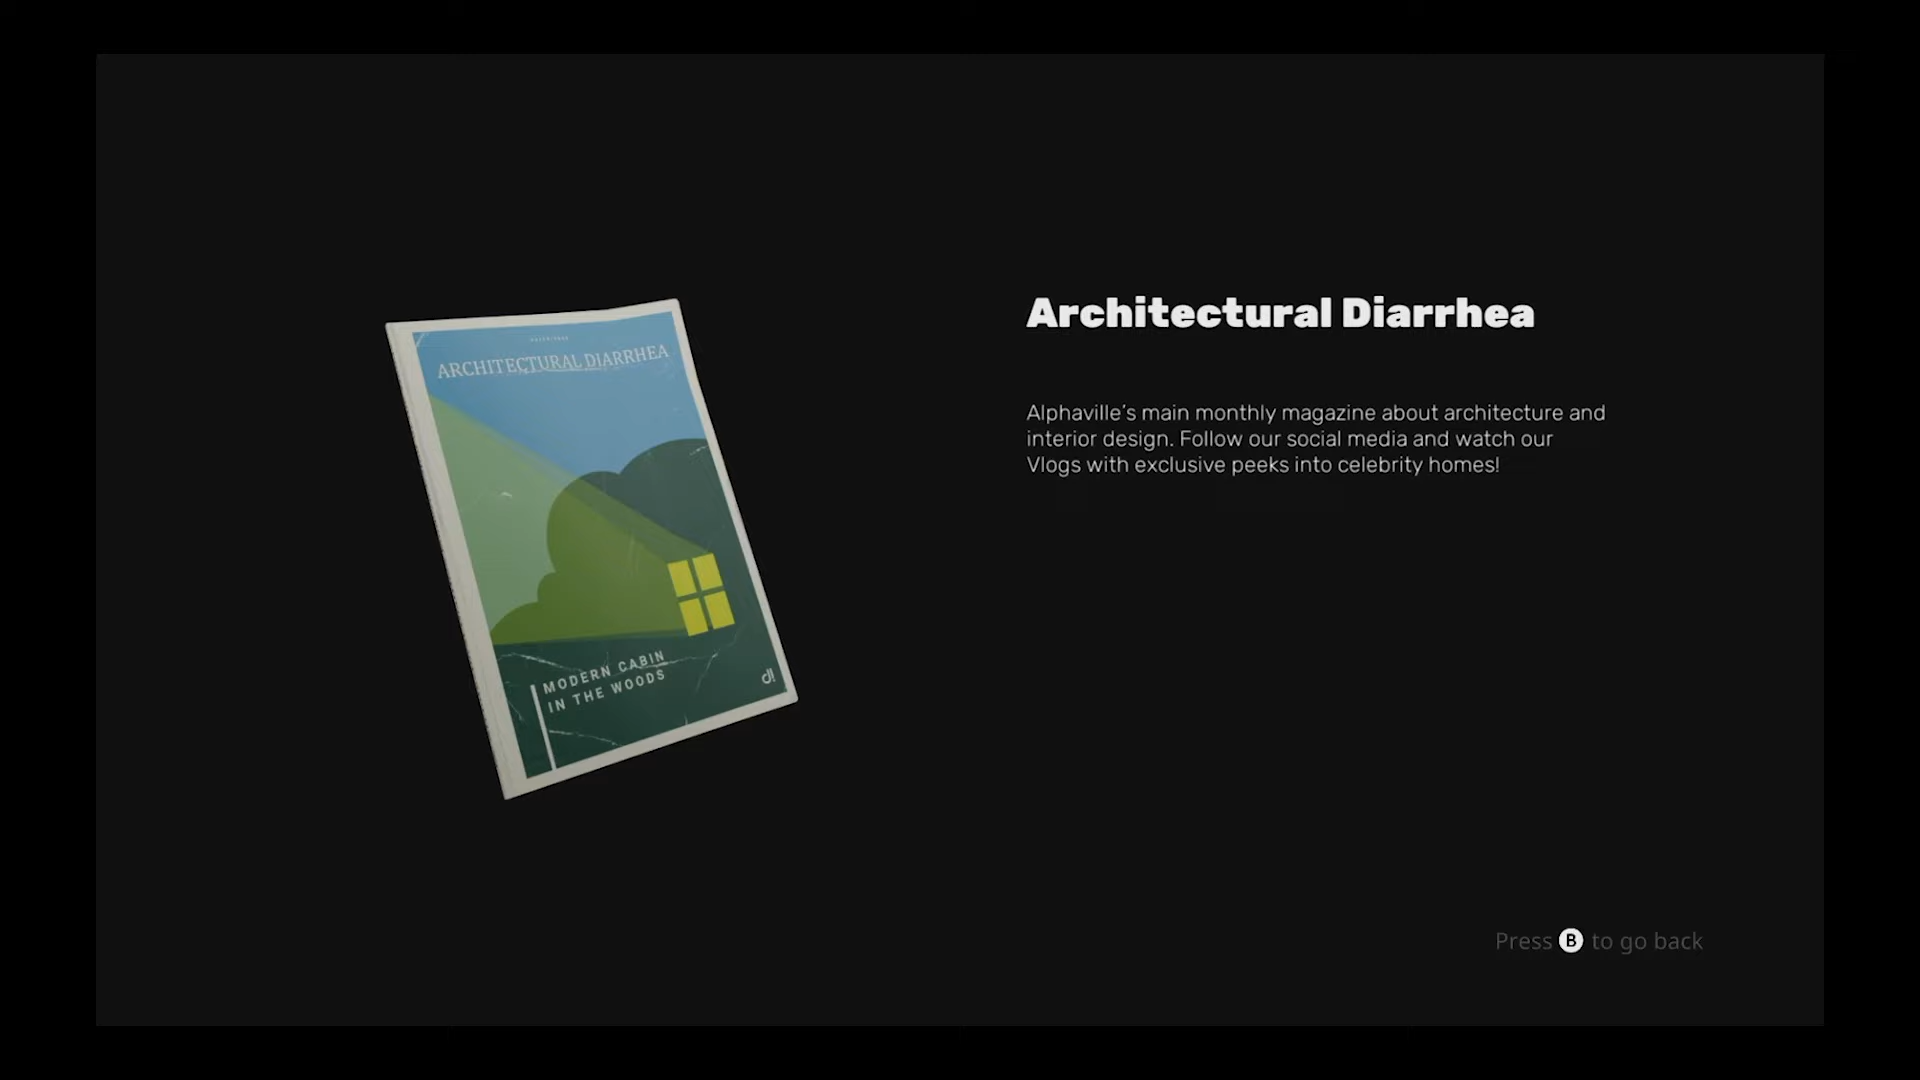 ARCHITECTURAL DIARRHEA
MODERN CABIN
IN THE WOODS
d!
Architectural Diarrhea
Alphaville's main monthly magazine about architecture and
interior design. Follow our social media and watch our
Vlogs with exclusive peeks into celebrity homes!
Press B to go back